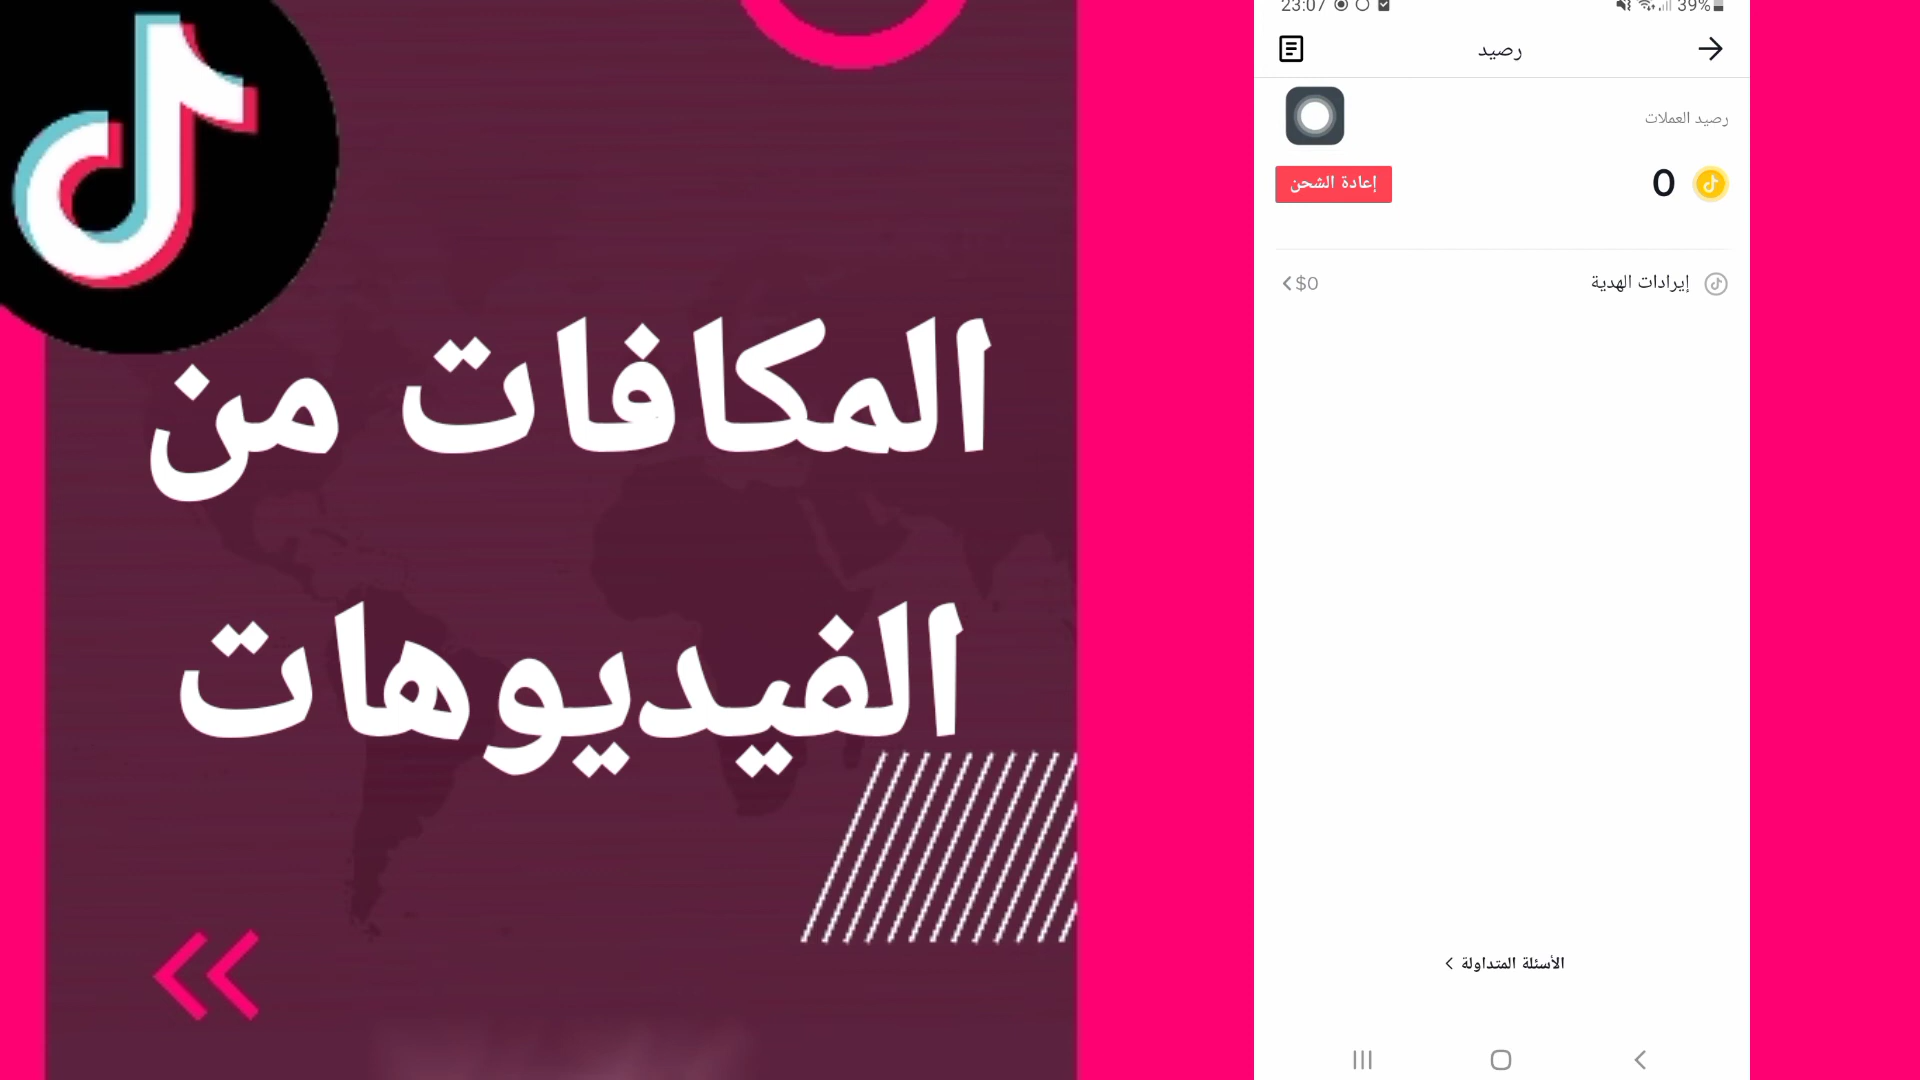 المكافات من
الفيديوهات
23:07
39%
رصيد
رصيد العملات
0
إعادة الشحن
إيرادات الهدية
$0
الأسئلة المتداولة